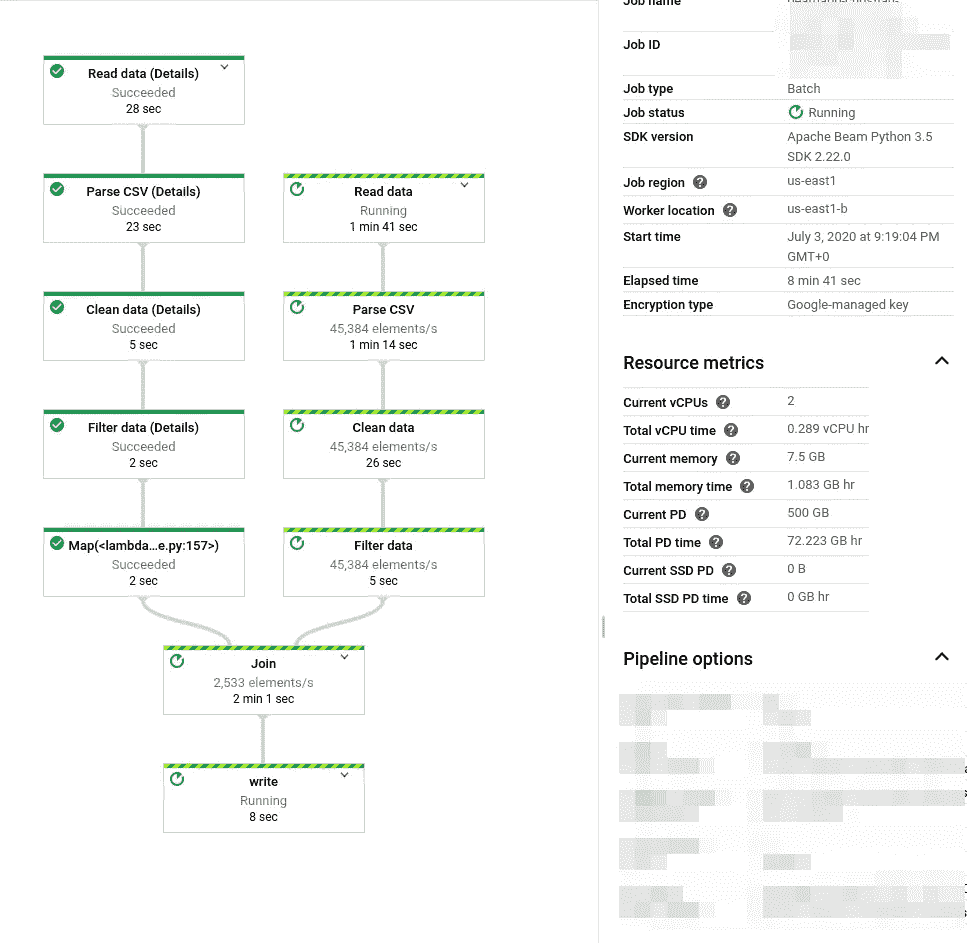 Read data (Details)
Succeeded
28 sec
Parse CSV (Details)
Succeeded
23 sec
Clean data (Details)
Succeeded
5 sec
Filter data (Details)
Succeeded
2 sec
Map(<lambda...e.py:157>)
Succeeded
2 sec
Read data
Running
1 min 41 sec
Parse CSV
45,384 elements/s
1 min 14 sec
Clean data
45,384 elements/s
26 sec
Filter data
45,384 elements/s
5 sec
Join
2,533 elements/s
2 min 1 sec
write
Running
8 sec
Job name
Job ID
Job type Batch
Job status Running
SDK version Apache Beam Python 3.5
SDK 2.22.0
Job region us-east1
Worker location us-east1-b
Start time July 3, 2020 at 9:19:04 PM
GMT+0
Elapsed time 8 min 41 sec
Encryption type Google-managed key
Resource metrics
Current vCPUs 2
Total vCPU time 0.289 vCPU hr
Current memory 7.5 GB
Total memory time 1.083 GB hr
Current PD 500 GB
Total PD time 72.223 GB hr
Current SSD PD 0 B
Total SSD PD time 0 GB hr
Pipeline options